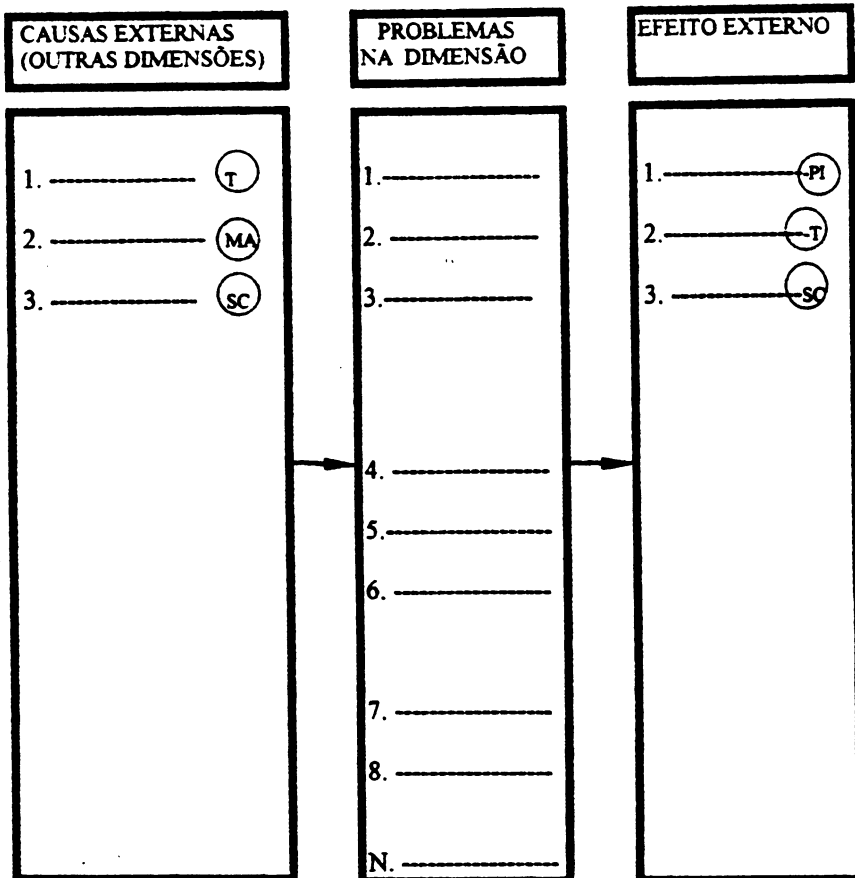 CAUSAS EXTERNAS
(OUTRAS DIMENSÕES)
PROBLEMAS
NA DIMENSÃO
EFEITO EXTERNO
1. T
2. MA
3. SC
1.
2.
3.
4.
5.
6.
7.
8.
N.
1. PI
2. T
3. SC